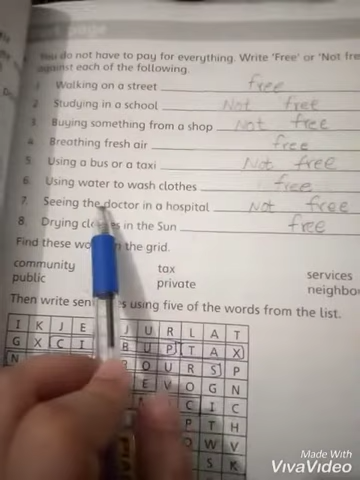 You do not have to pay for everything. Write 'Free' or 'Not fre
against each of the following.
1. Walking on a street free
2. Studying in a school Not free
3. Buying something from a shop Not free
4. Breathing fresh air free
5. Using a bus or a taxi Not free
6. Using water to wash clothes free
7. Seeing the doctor in a hospital Not free
8. Drying in the Sun free
Find these wo in the grid.
community tax services
public private neighbo
Then write sen using five of the words from the list.
I K J E J U R L A T
G X C I B U P T A X
N O U R S P
E V O G N
C I C
P T H
O W V
S K
Made With
VivaVideo